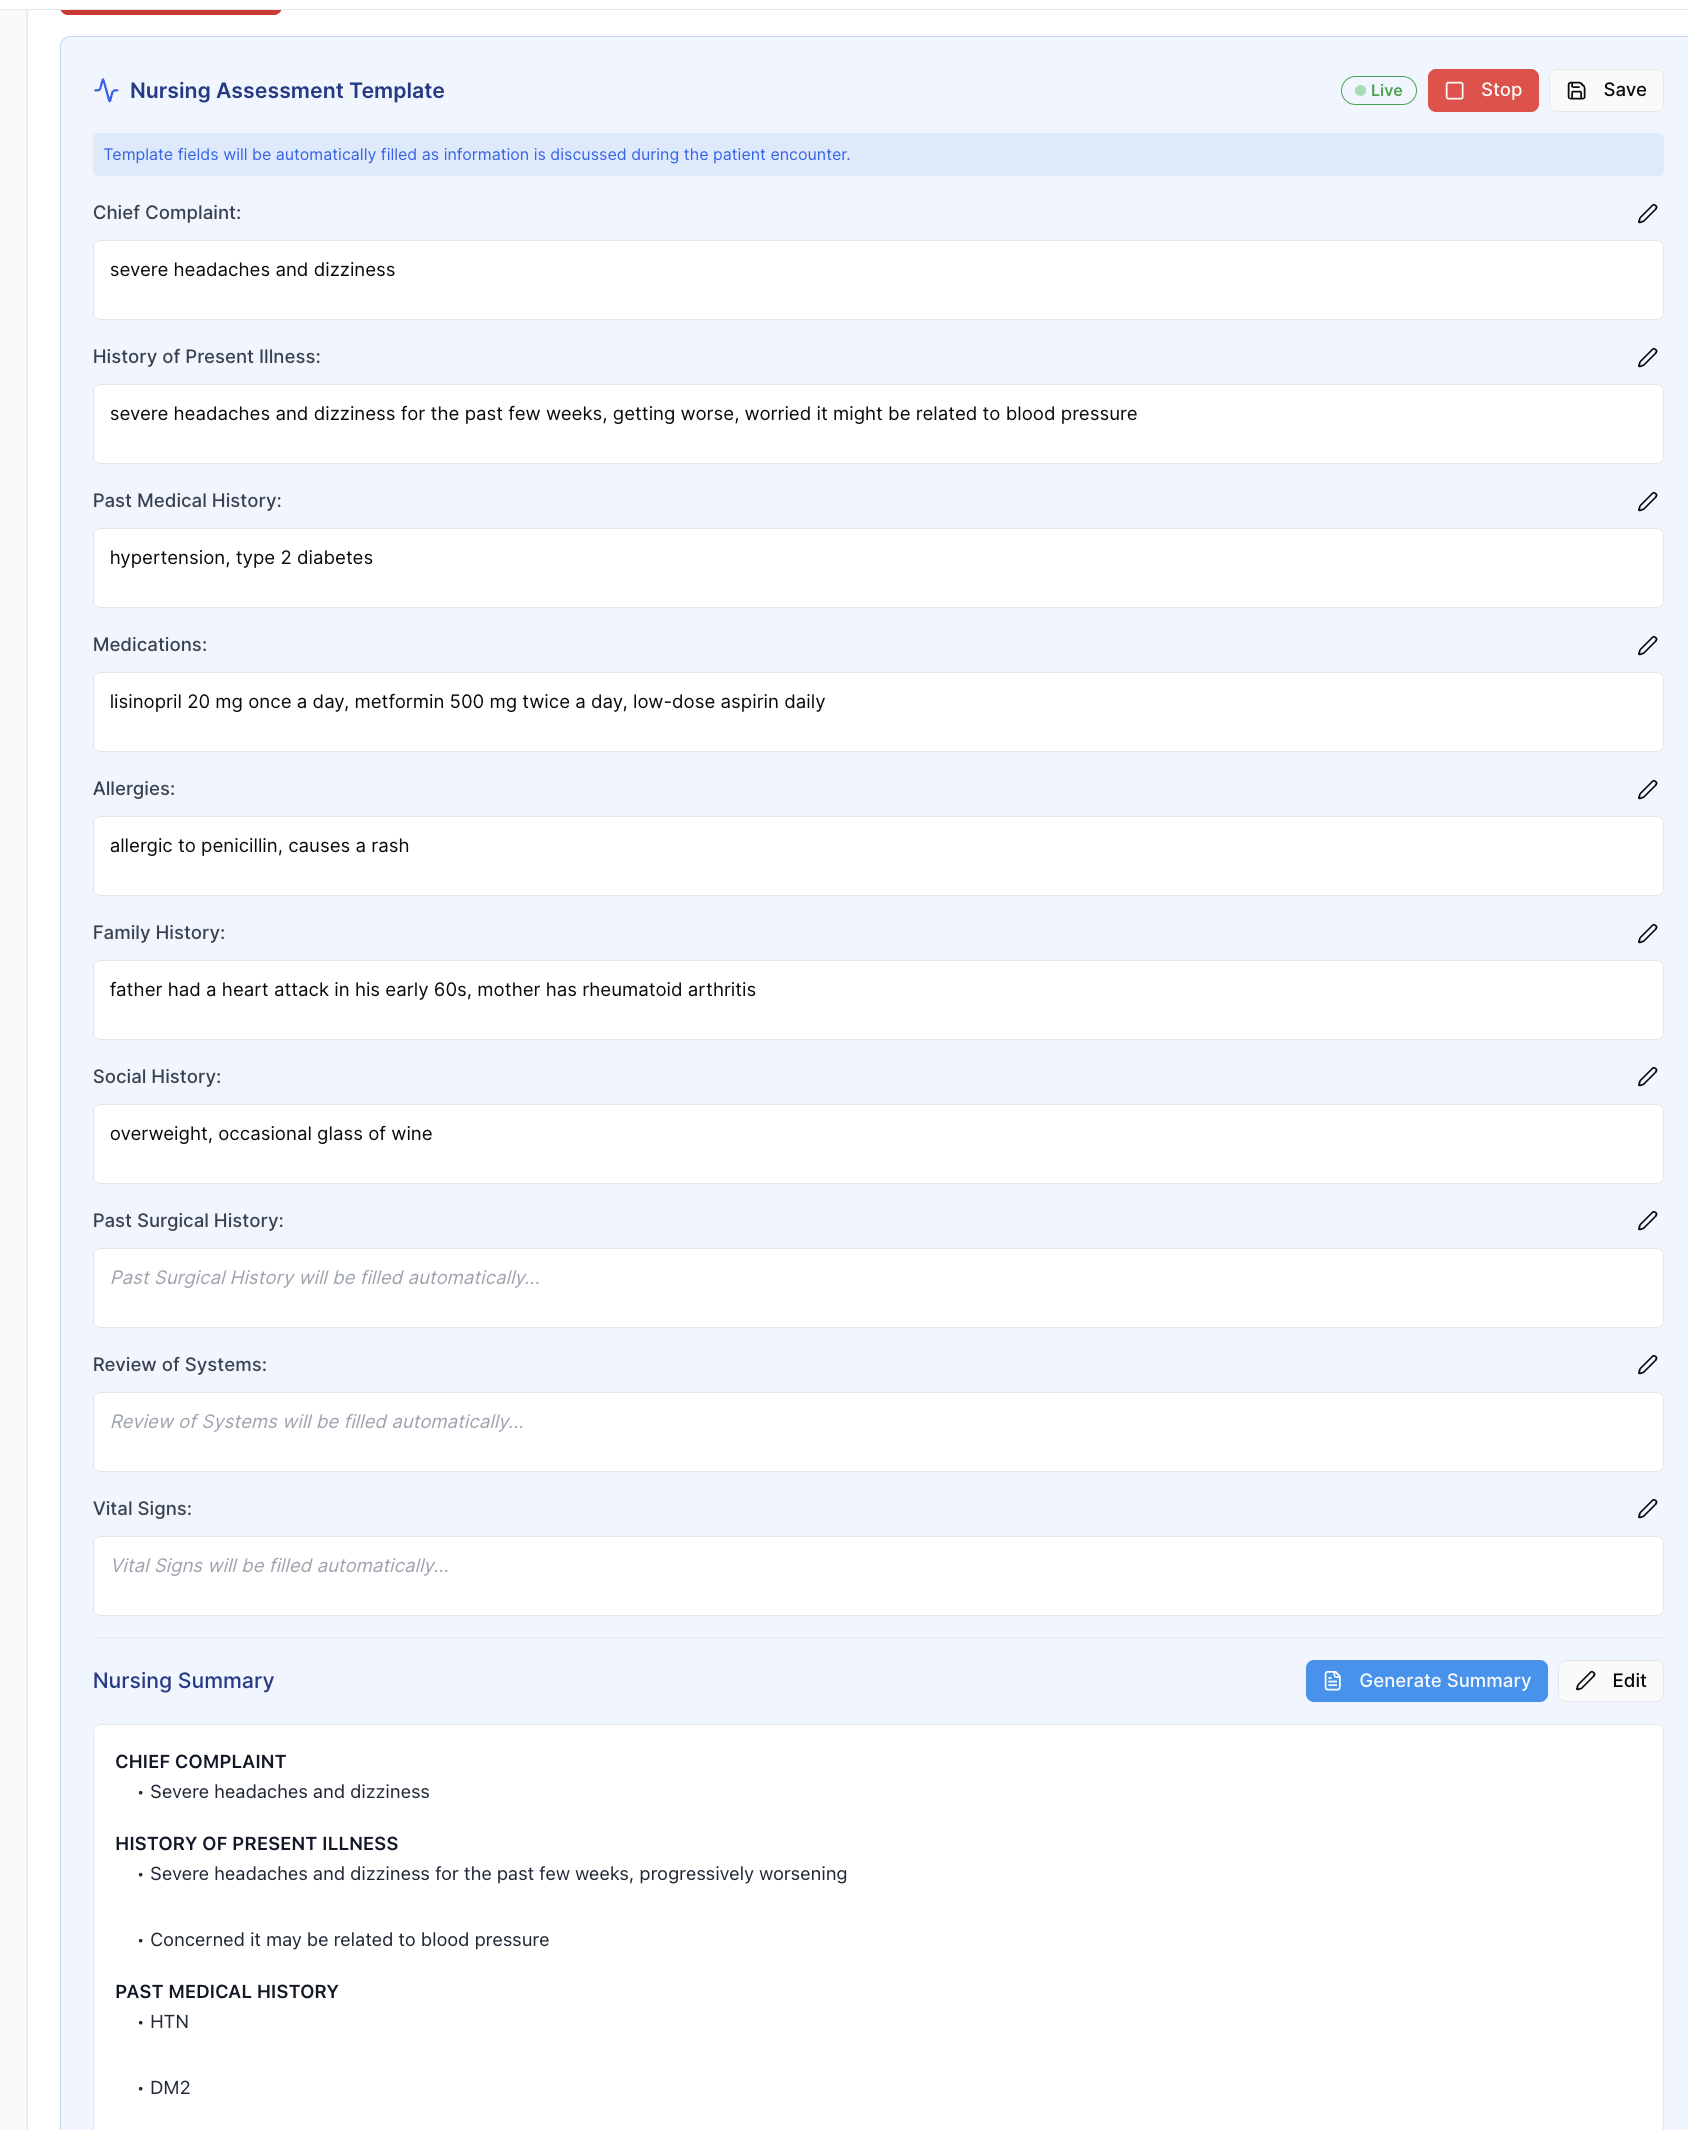 Nursing Assessment Template
Live
Stop
Save
Template fields will be automatically filled as information is discussed during the patient encounter.
Chief Complaint:
severe headaches and dizziness
History of Present Illness:
severe headaches and dizziness for the past few weeks, getting worse, worried it might be related to blood pressure
Past Medical History:
hypertension, type 2 diabetes
Medications:
lisinopril 20 mg once a day, metformin 500 mg twice a day, low-dose aspirin daily
Allergies:
allergic to penicillin, causes a rash
Family History:
father had a heart attack in his early 60s, mother has rheumatoid arthritis
Social History:
overweight, occasional glass of wine
Past Surgical History:
Past Surgical History will be filled automatically...
Review of Systems:
Review of Systems will be filled automatically...
Vital Signs:
Vital Signs will be filled automatically...
Nursing Summary
Generate Summary
Edit
CHIEF COMPLAINT
• Severe headaches and dizziness
HISTORY OF PRESENT ILLNESS
• Severe headaches and dizziness for the past few weeks, progressively worsening
• Concerned it may be related to blood pressure
PAST MEDICAL HISTORY
• HTN
• DM2